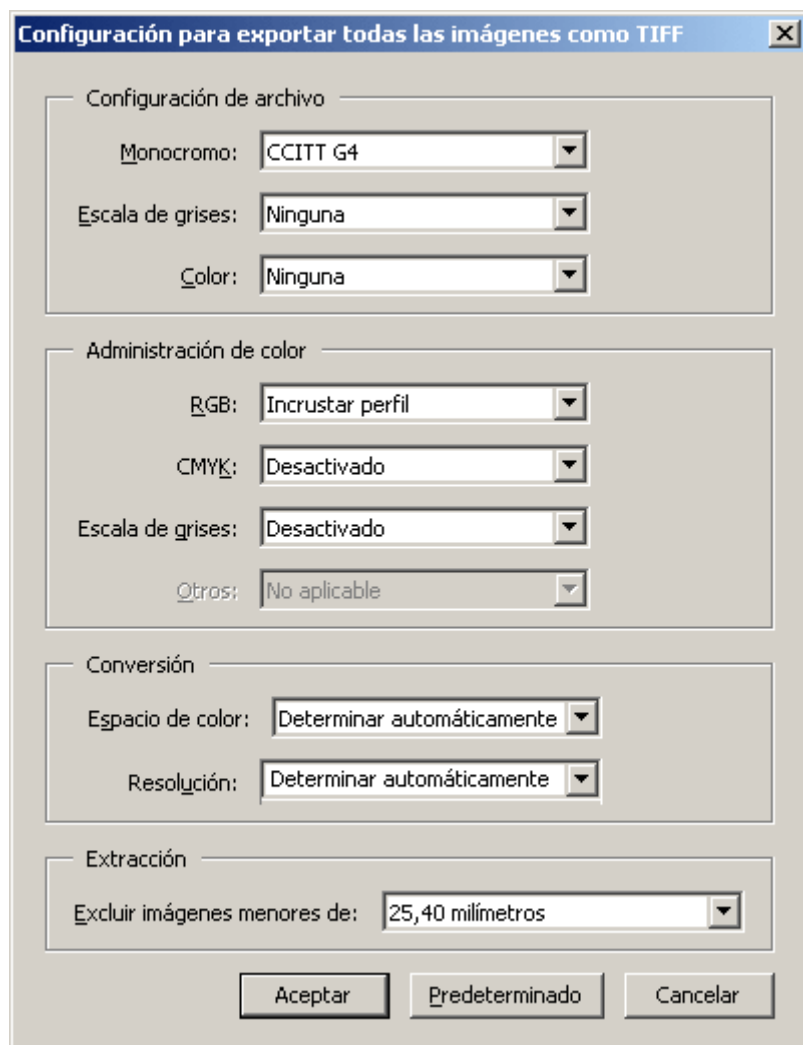 Configuración para exportar todas las imágenes como TIFF
Configuración de archivo
Monocromo: CCITT G4
Escala de grises: Ninguna
Color: Ninguna
Administración de color
RGB: Incrustar perfil
CMYK: Desactivado
Escala de grises: Desactivado
Otros: No aplicable
Conversión
Espacio de color: Determinar automáticamente
Resolución: Determinar automáticamente
Extracción
Excluir imágenes menores de: 25,40 milímetros
Aceptar Predeterminado Cancelar